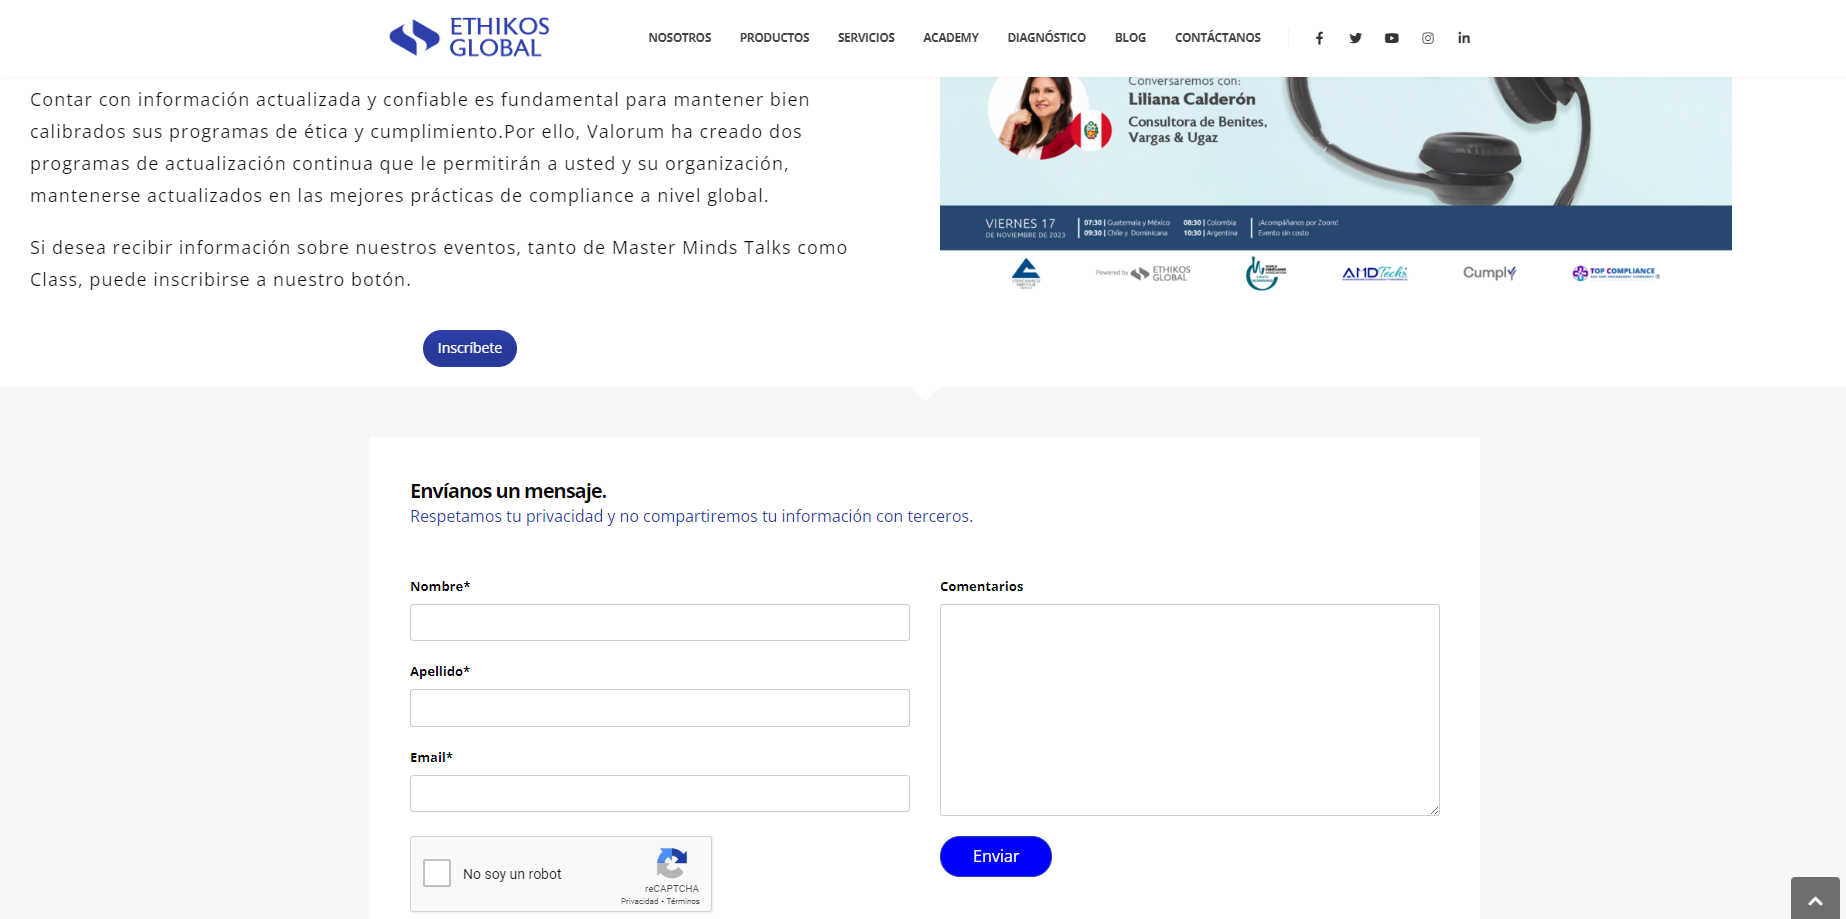 ETHIKOS
GLOBAL
NOSOTROS PRODUCTOS SERVICIOS ACADEMY DIAGNÓSTICO BLOG CONTÁCTANOS
Contar con información actualizada y confiable es fundamental para mantener bien
calibrados sus programas de ética y cumplimiento.Por ello, Valorum ha creado dos
programas de actualización continua que le permitirán a usted y su organización,
mantenerse actualizados en las mejores prácticas de compliance a nivel global.
Si desea recibir información sobre nuestros eventos, tanto de Master Minds Talks como
Class, puede inscribirse a nuestro botón.
Inscríbete
Conversaremos con:
Liliana Calderón
Consultora de Benites,
Vargas & Ugaz
VIERNES 17
DE NOVIEMBRE DE 2023
07:30 | Guatemala y México 08:30 | Colombia
09:30 | Chile y Dominicana 10:30 | Argentina
¡Acompáñanos por Zoom!
Evento sin costo
Powered by ETHIKOS
GLOBAL
AMDTecks
Cumply
TOP COMPLIANCE
Envíanos un mensaje.
Respetamos tu privacidad y no compartiremos tu información con terceros.
Nombre*
Apellido*
Email*
Comentarios
No soy un robot
reCAPTCHA
Privacidad - Términos
Enviar